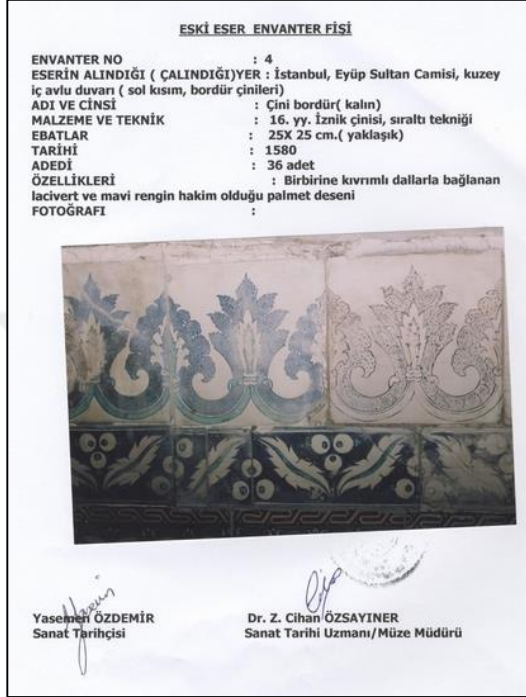 ESKİ ESER ENVANTER FİŞİ
ENVANTER NO : 4
ESERİN ALINDIĞI ( ÇALINDIĞI)YER : İstanbul, Eyüp Sultan Camisi, kuzey
iç avlu duvarı ( sol kısım, bordür çinileri)
ADI VE CİNSİ : Çini bordür( kalın)
MALZEME VE TEKNİK : 16. yy. İznik çinisi, sıraltı tekniği
EBATLAR : 25X 25 cm.( yaklaşık)
TARİHİ : 1580
ADEDİ : 36 adet
ÖZELLİKLERİ : Birbirine kıvrımlı dallarla bağlanan
lacivert ve mavi rengin hakim olduğu palmet deseni
FOTOĞRAFI :
Yasemen ÖZDEMİR Dr. Z. Cihan ÖZSAYINER
Sanat Tarihçisi Sanat Tarihi Uzmanı/Müze Müdürü